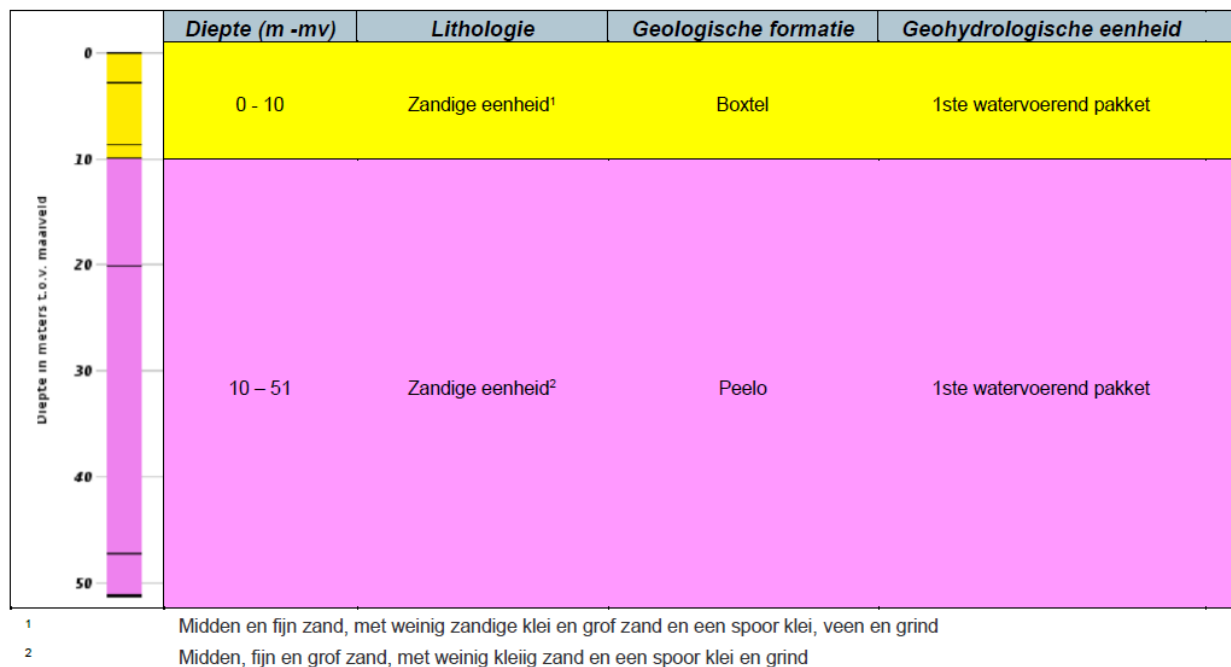 Diepte (m -mv) Lithologie Geologische formatie Geohydrologische eenheid
0
0 - 10 Zandige eenheid¹ Boxtel 1ste watervoerend pakket
10
Diepte in meters t.o.v. maaiveld
20
30
10 – 51 Zandige eenheid² Peelo 1ste watervoerend pakket
40
50
¹ Midden en fijn zand, met weinig zandige klei en grof zand en een spoor klei, veen en grind
² Midden, fijn en grof zand, met weinig kleiig zand en een spoor klei en grind